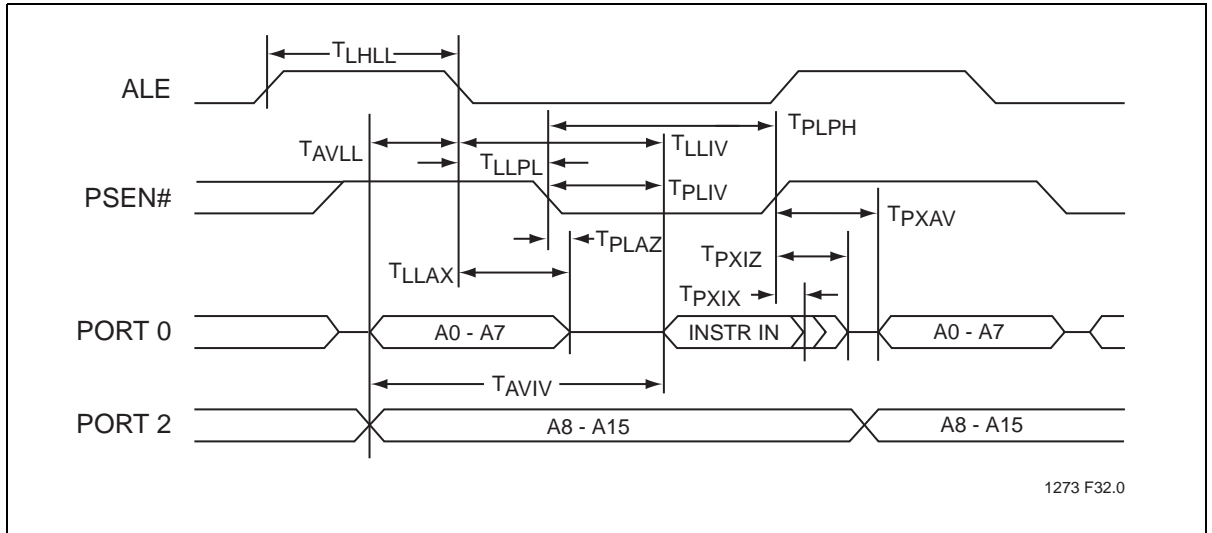 TLHLL
ALE
TPLPH
TAVLL
TLLIV
TLLPL
TPLIV
PSEN#
TPXAV
TPLAZ
TPXIZ
TLLAX
TPXIX
PORT 0
A0 - A7
INSTR IN
A0 - A7
TAVIV
PORT 2
A8 - A15
A8 - A15
1273 F32.0